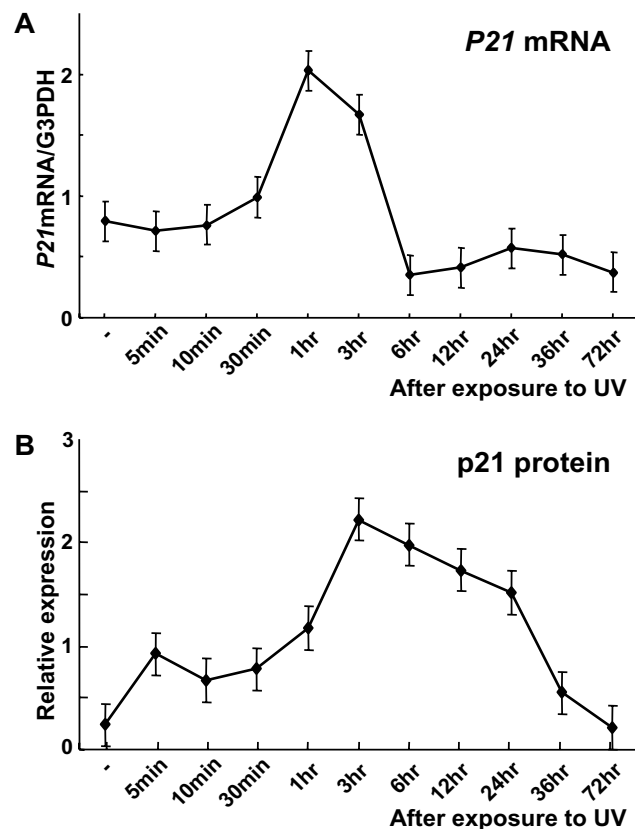 A
P21 mRNA
P21mRNA/G3PDH
2
1
0
-
5min
10min
30min
1hr
3hr
6hr
12hr
24hr
36hr
72hr
After exposure to UV
B
p21 protein
Relative expression
3
2
1
0
-
5min
10min
30min
1hr
3hr
6hr
12hr
24hr
36hr
72hr
After exposure to UV